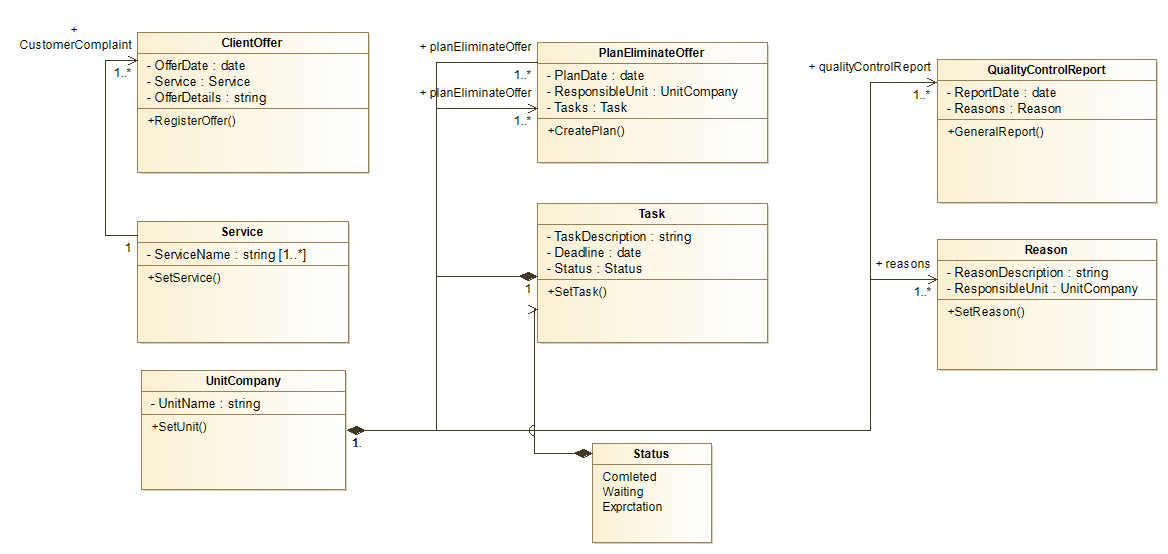 +
CustomerComplaint
1..*
ClientOffer
- OfferDate : date
- Service : Service
- OfferDetails : string
+RegisterOffer()
+ planEliminateOffer
1..*
+ planEliminateOffer
1..*
PlanEliminateOffer
- PlanDate : date
- ResponsibleUnit : UnitCompany
- Tasks : Task
+CreatePlan()
+ qualityControlReport
1..*
QualityControlReport
- ReportDate : date
- Reasons : Reason
+GeneralReport()
1
Service
- ServiceName : string [1..*]
+SetService()
Task
- TaskDescription : string
- Deadline : date
- Status : Status
+SetTask()
1
+ reasons
1..*
Reason
- ReasonDescription : string
- ResponsibleUnit : UnitCompany
+SetReason()
UnitCompany
- UnitName : string
+SetUnit()
1.
Status
Comleted
Waiting
Exprctation